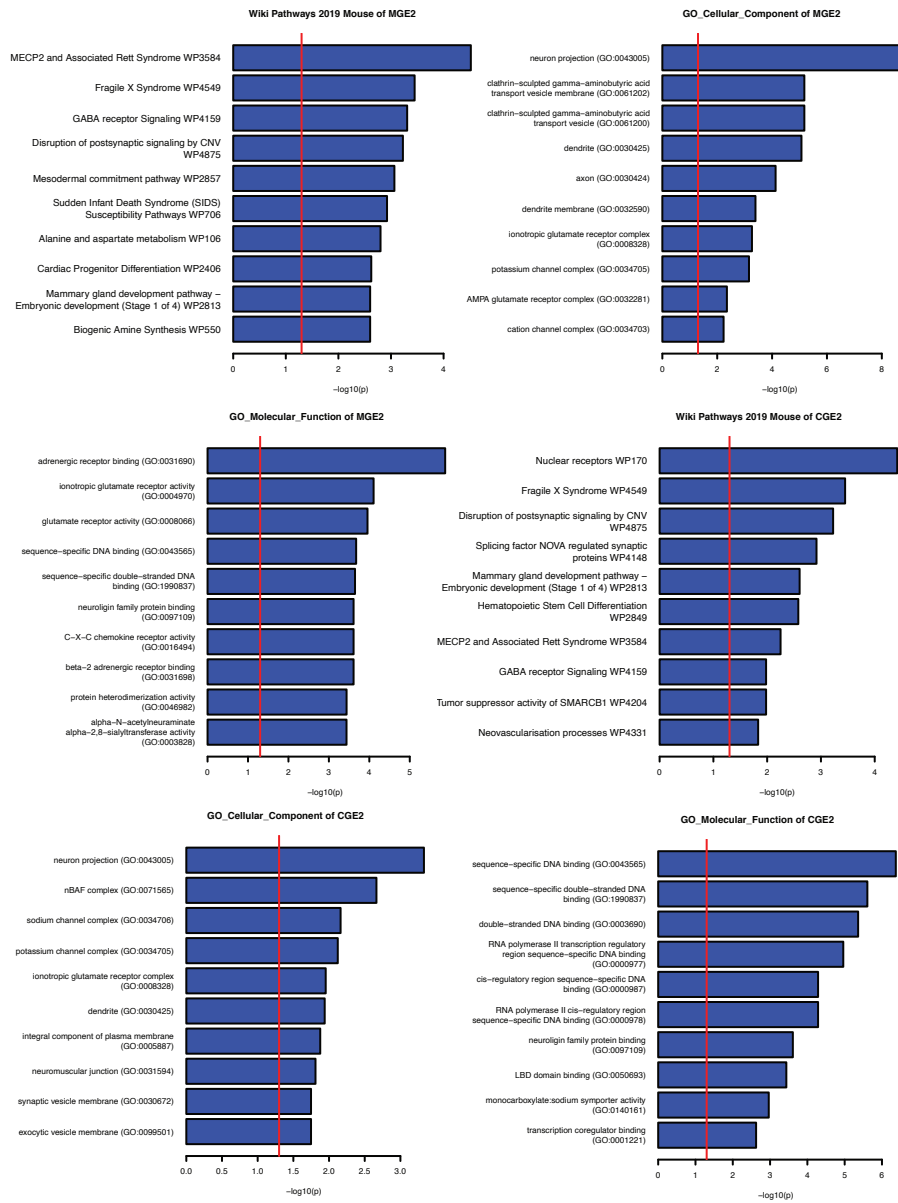 Wiki Pathways 2019 Mouse of MGE2
MECP2 and Associated Rett Syndrome WP3584
Fragile X Syndrome WP4549
GABA receptor Signaling WP4159
Disruption of postsynaptic signaling by CNV
WP4875
Mesodermal commitment pathway WP2857
Sudden Infant Death Syndrome (SIDS)
Susceptibility Pathways WP706
Alanine and aspartate metabolism WP106
Cardiac Progenitor Differentiation WP2406
Mammary gland development pathway –
Embryonic development (Stage 1 of 4) WP2813
Biogenic Amine Synthesis WP550
0 1 2 3 4
−log10(p)
GO_Cellular_Component of MGE2
neuron projection (GO:0043005)
clathrin−sculpted gamma−aminobutyric acid
transport vesicle membrane (GO:0061202)
clathrin−sculpted gamma−aminobutyric acid
transport vesicle (GO:0061200)
dendrite (GO:0030425)
axon (GO:0030424)
dendrite membrane (GO:0032590)
ionotropic glutamate receptor complex
(GO:0008328)
potassium channel complex (GO:0034705)
AMPA glutamate receptor complex (GO:0032281)
cation channel complex (GO:0034703)
0 2 4 6 8
−log10(p)
GO_Molecular_Function of MGE2
adrenergic receptor binding (GO:0031690)
ionotropic glutamate receptor activity
(GO:0004970)
glutamate receptor activity (GO:0008066)
sequence−specific DNA binding (GO:0043565)
sequence−specific double−stranded DNA
binding (GO:1990837)
neuroligin family protein binding
(GO:0097109)
C−X−C chemokine receptor activity
(GO:0016494)
beta−2 adrenergic receptor binding
(GO:0031698)
protein heterodimerization activity
(GO:0046982)
alpha−N−acetylneuraminate
alpha−2,8−sialyltransferase activity
(GO:0003828)
0 1 2 3 4 5
−log10(p)
Wiki Pathways 2019 Mouse of CGE2
Nuclear receptors WP170
Fragile X Syndrome WP4549
Disruption of postsynaptic signaling by CNV
WP4875
Splicing factor NOVA regulated synaptic
proteins WP4148
Mammary gland development pathway –
Embryonic development (Stage 1 of 4) WP2813
Hematopoietic Stem Cell Differentiation
WP2849
MECP2 and Associated Rett Syndrome WP3584
GABA receptor Signaling WP4159
Tumor suppressor activity of SMARCB1 WP4204
Neovascularisation processes WP4331
0 1 2 3 4
−log10(p)
GO_Cellular_Component of CGE2
neuron projection (GO:0043005)
nBAF complex (GO:0071565)
sodium channel complex (GO:0034706)
potassium channel complex (GO:0034705)
ionotropic glutamate receptor complex
(GO:0008328)
dendrite (GO:0030425)
integral component of plasma membrane
(GO:0005887)
neuromuscular junction (GO:0031594)
synaptic vesicle membrane (GO:0030672)
exocytic vesicle membrane (GO:0099501)
0.0 0.5 1.0 1.5 2.0 2.5 3.0
−log10(p)
GO_Molecular_Function of CGE2
sequence−specific DNA binding (GO:0043565)
sequence−specific double−stranded DNA
binding (GO:1990837)
double−stranded DNA binding (GO:0003690)
RNA polymerase II transcription regulatory
region sequence−specific DNA binding
(GO:0000977)
cis−regulatory region sequence−specific DNA
binding (GO:0000987)
RNA polymerase II cis−regulatory region
sequence−specific DNA binding (GO:0000978)
neuroligin family protein binding
(GO:0097109)
LBD domain binding (GO:0050693)
monocarboxylate:sodium symporter activity
(GO:0140161)
transcription coregulator binding
(GO:0001221)
0 1 2 3 4 5 6
−log10(p)